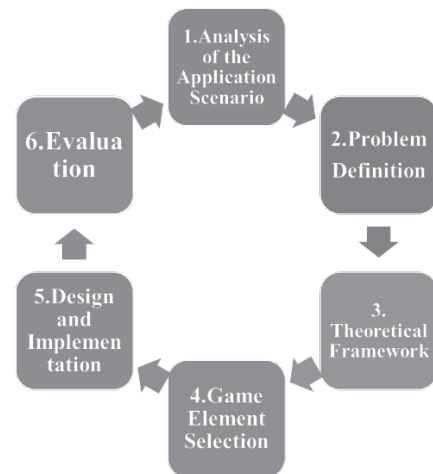 1.Analysis
of the
Application
Scenario
2.Problem
Definition
3.
Theoretical
Framework
4.Game
Element
Selection
5.Design
and
Implemen
tation
6.Evalua
tion